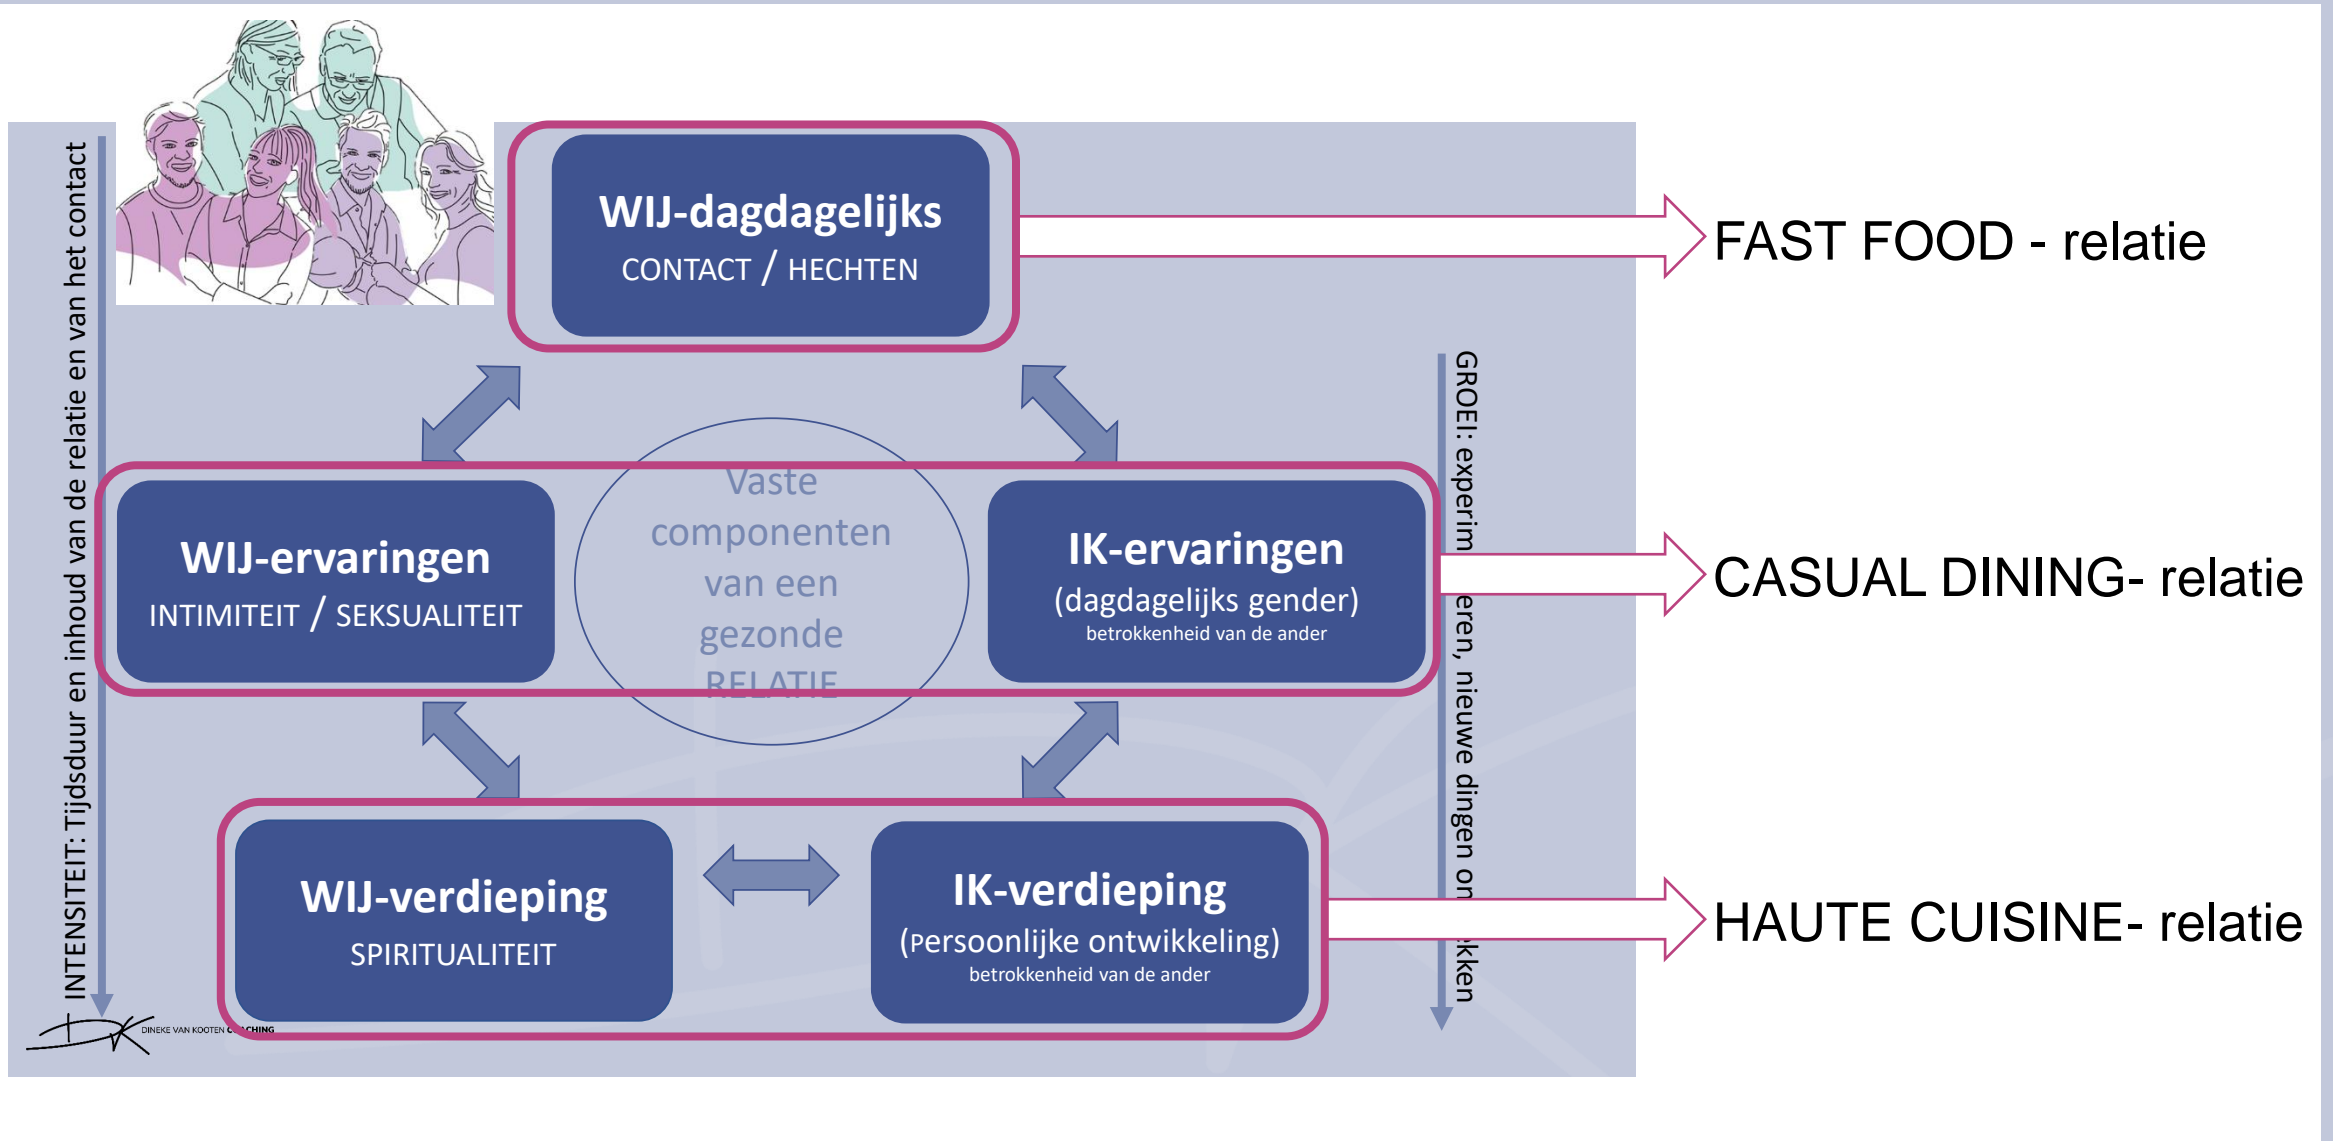 INTENSITEIT: Tijdsduur en inhoud van de relatie en van het contact
WIJ-dagdagelijks
CONTACT / HECHTEN
FAST FOOD - relatie
GROEI: experim eren, nieuwe dingen on kken
Vaste
componenten
van een
gezonde
RELATIE
WIJ-ervaringen
INTIMITEIT / SEKSUALITEIT
IK-ervaringen
(dagdagelijks gender)
betrokkenheid van de ander
CASUAL DINING- relatie
WIJ-verdieping
SPIRITUALITEIT
IK-verdieping
(Persoonlijke ontwikkeling)
betrokkenheid van de ander
HAUTE CUISINE- relatie
DINEKE VAN KOOTEN COACHING